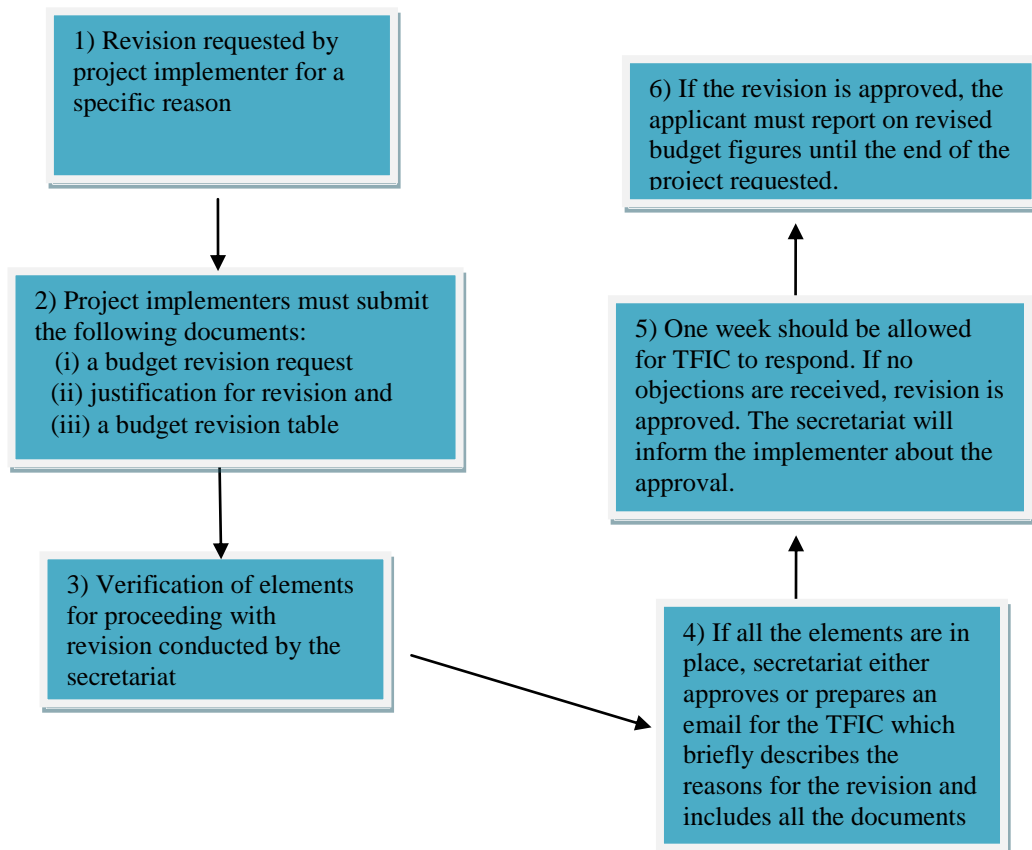 1) Revision requested by
project implementer for a
specific reason
2) Project implementers must submit
the following documents:
(i) a budget revision request
(ii) justification for revision and
(iii) a budget revision table
3) Verification of elements
for proceeding with
revision conducted by the
secretariat
4) If all the elements are in
place, secretariat either
approves or prepares an
email for the TFIC which
briefly describes the
reasons for the revision and
includes all the documents
5) One week should be allowed
for TFIC to respond. If no
objections are received, revision is
approved. The secretariat will
inform the implementer about the
approval.
6) If the revision is approved, the
applicant must report on revised
budget figures until the end of the
project requested.